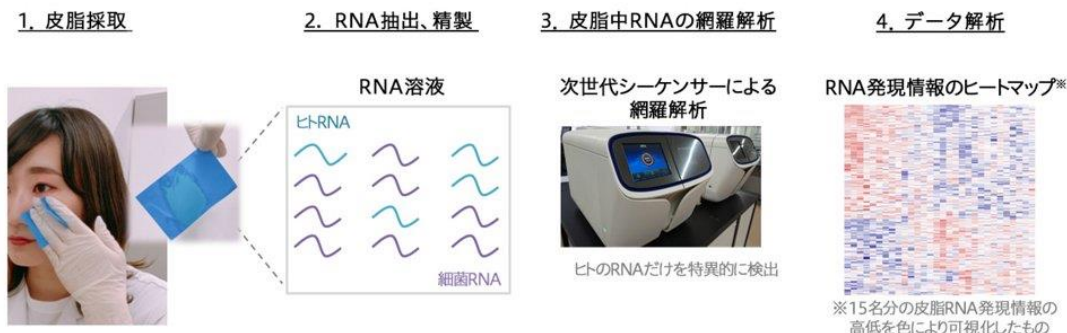 1. 皮脂採取
2. RNA抽出、精製
3. 皮脂中RNAの網羅解析
4. データ解析
RNA溶液
ヒトRNA
細菌RNA
次世代シーケンサーによる
網羅解析
ヒトのRNAだけを特異的に検出
RNA発現情報のヒートマップ※
※15名分の皮脂RNA発現情報の
高低を色により可視化したもの